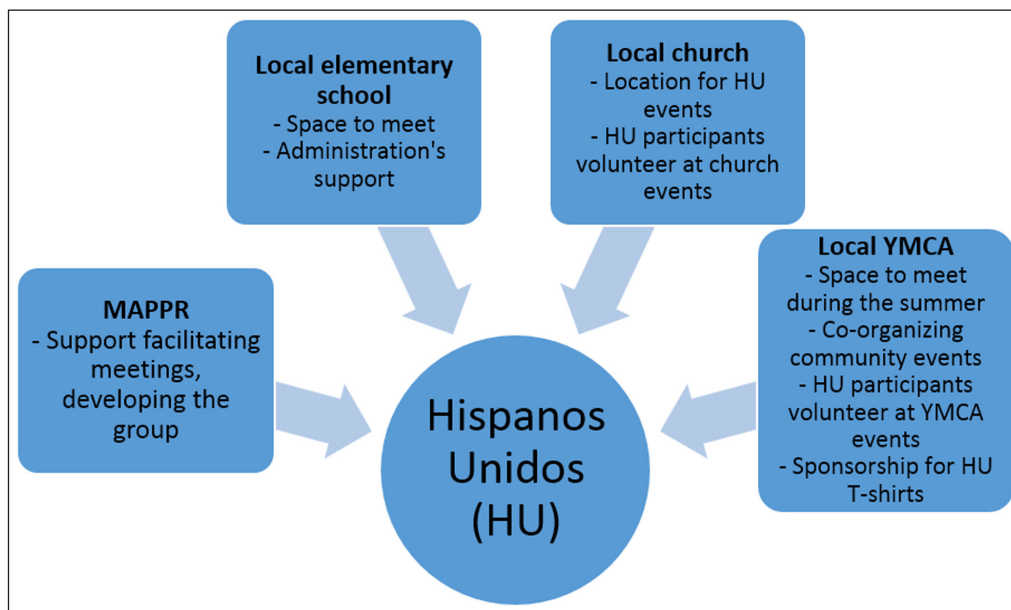 Local elementary
school
- Space to meet
- Administration's
support
Local church
- Location for HU
events
- HU participants
volunteer at church
events
MAPPR
- Support facilitating
meetings,
developing the
group
Local YMCA
- Space to meet
during the summer
- Co-organizing
community events
- HU participants
volunteer at YMCA
events
- Sponsorship for HU
T-shirts
Hispanos
Unidos
(HU)